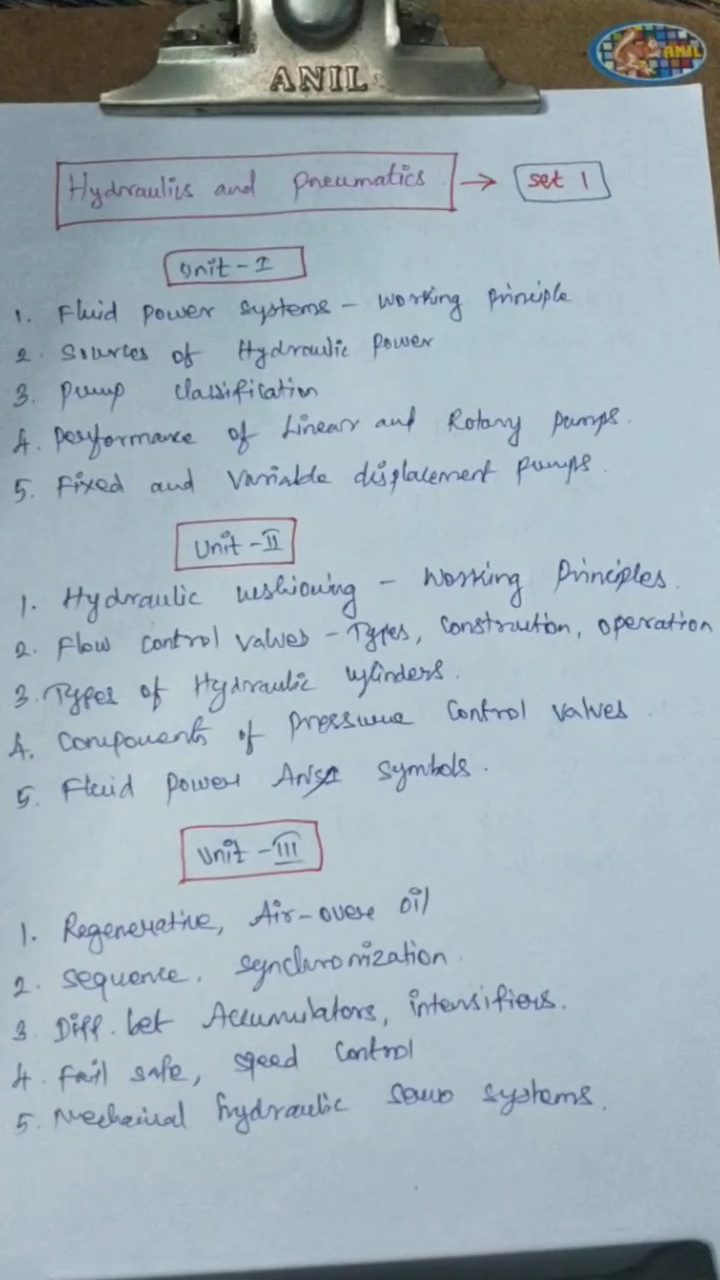 ANIL
ANIL
Hydraulics and pneumatics → set 1
Unit - I
1. Fluid power systems - working principle
2. Sources of Hydraulic power
3. Pump classification
4. Performance of Linear and Rotary pumps.
5. Fixed and Variable displacement pumps.
Unit - II
1. Hydraulic cushioning - Working Principles.
2. Flow control valves - Types, construction, operation
3. Types of Hydraulic cylinders.
4. Components of pressure control valves
5. Fluid power ANSI symbols.
Unit - III
1. Regenerative, Air-over oil
2. Sequence, synchronization.
3. Diff. bet Accumulators, intensifiers.
4. Fail safe, speed control
5. Mechanical hydraulic servo systems.